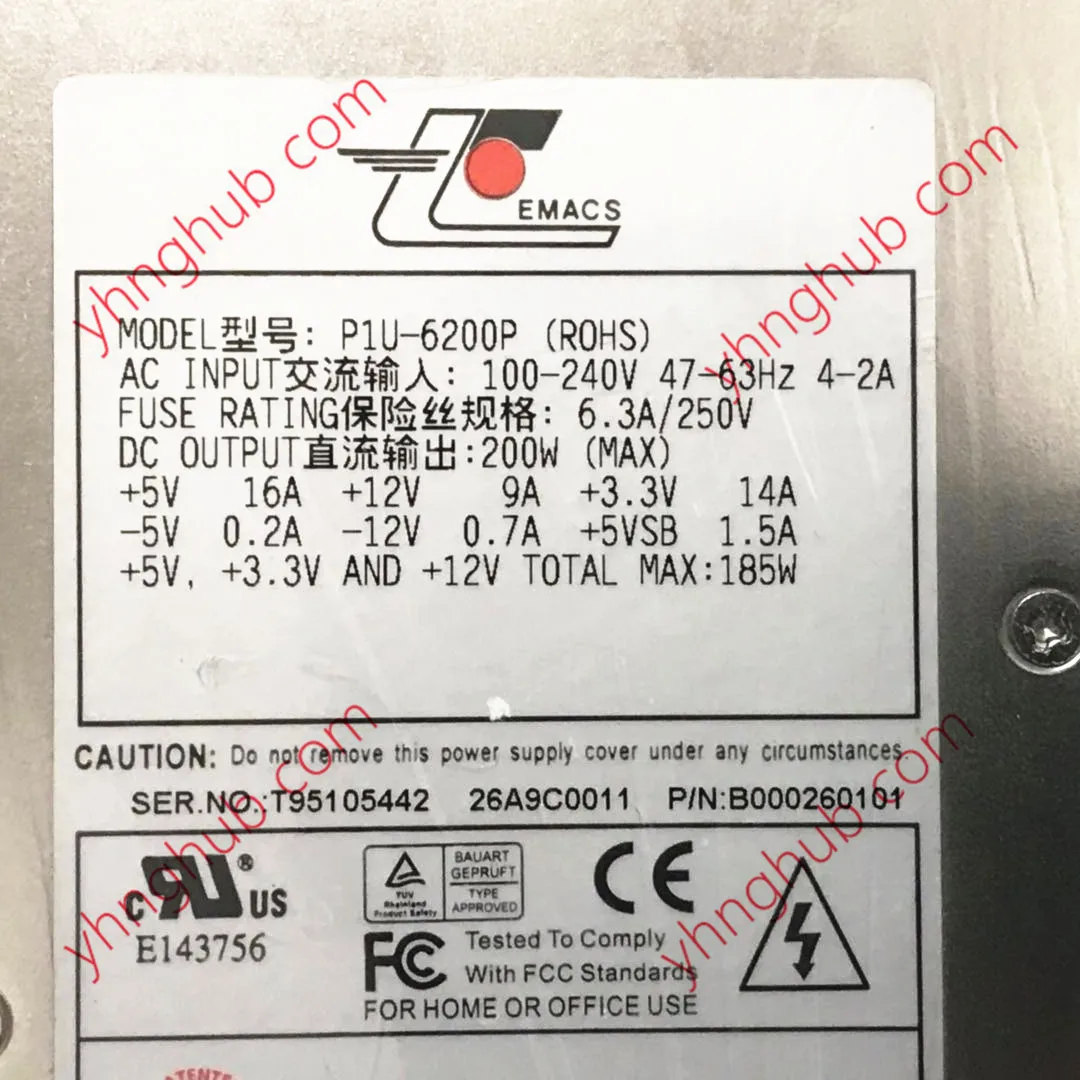 EMACS
MODEL型号: P1U-6200P (ROHS)
AC INPUT交流输入: 100-240V 47-63Hz 4-2A
FUSE RATING保险丝规格: 6.3A/250V
DC OUTPUT直流输出:200W (MAX)
+5V 16A +12V 9A +3.3V 14A
-5V 0.2A -12V 0.7A +5VSB 1.5A
+5V, +3.3V AND +12V TOTAL MAX:185W
CAUTION: Do not remove this power supply cover under any circumstances.
SER.NO.:T95105442 26A9C0011 P/N:B000260101
C UR® US
E143756
TUV
Rheinland
Product Safety
BAUART
GEPRUFT
TYPE
APPROVED
CE
FC Tested To Comply
With FCC Standards
FOR HOME OR OFFICE USE
yhnghub com
yhnghub com
yhnghub com
yhnghub com